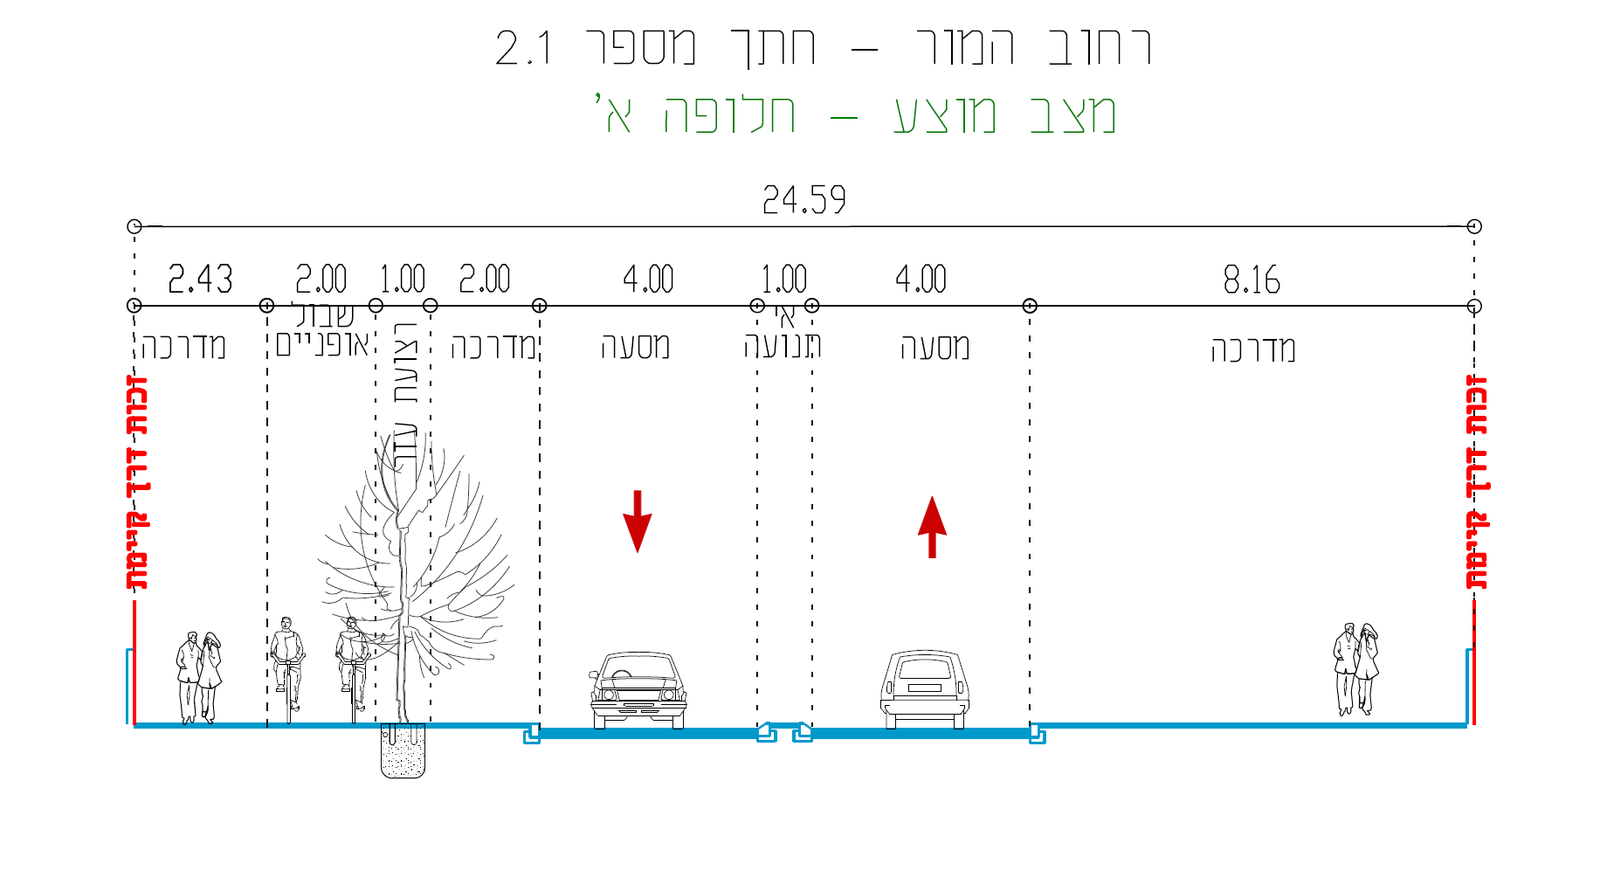 רחוב המור – חתך מספר 2.1
מצב מוצע – חלופה א'
24.59
2.43
2.00
1.00
2.00
4.00
1.00
4.00
8.16
מדרכה
שבול
אופניים
רצועת עזר
מדרכה
מסעה
אי
תנועה
מסעה
מדרכה
זכות דרך קיימת
זכות דרך קיימת